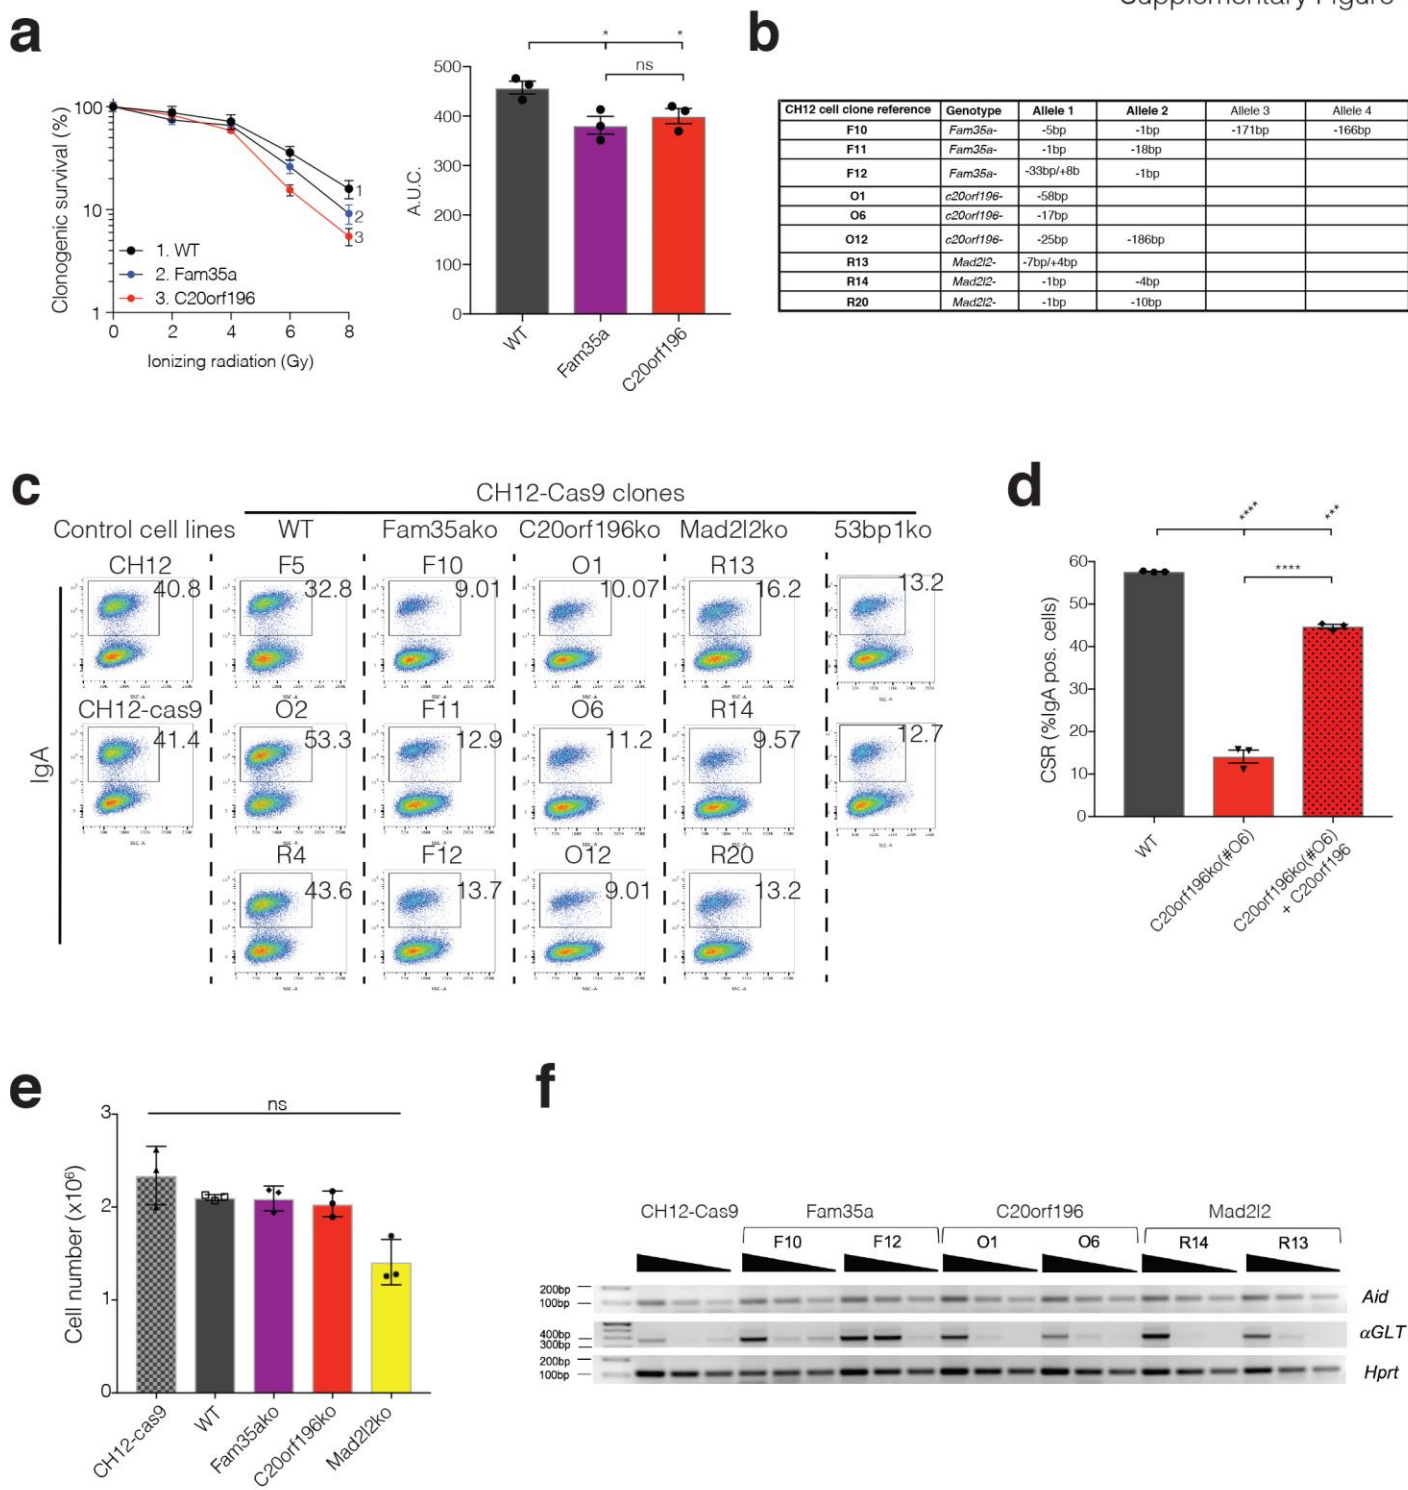 Supplementary Figure
a
Clonogenic survival (%)
100
10
1
0 2 4 6 8
Ionizing radiation (Gy)
1
2
3
1. WT
2. Fam35a
3. C20orf196
* *
ns
A.U.C.
500
400
300
200
100
0
WT
Fam35a
C20orf196
b
CH12 cell clone reference Genotype Allele 1 Allele 2 Allele 3 Allele 4
F10 Fam35a- -5bp -1bp -171bp -166bp
F11 Fam35a- -1bp -18bp
F12 Fam35a- -33bp/+8b -1bp
O1 c20orf196- -58bp
O6 c20orf196- -17bp
O12 c20orf196- -25bp -186bp
R13 Mad2l2- -7bp/+4bp
R14 Mad2l2- -1bp -4bp
R20 Mad2l2- -1bp -10bp
c
CH12-Cas9 clones
Control cell lines WT Fam35ako C20orf196ko Mad2l2ko 53bp1ko
CH12 F5 F10 O1 R13
40.8 32.8 9.01 10.07 16.2 13.2
CH12-cas9 O2 F11 O6 R14
41.4 53.3 12.9 11.2 9.57 12.7
R4 F12 O12 R20
43.6 13.7 9.01 13.2
IgA
SSC-A
d
**** ***
****
CSR (%IgA pos. cells)
60
50
40
30
20
10
0
WT
C20orf196ko(#O6)
C20orf196ko(#O6)
+ C20orf196
e
ns
Cell number (x10⁶)
3
2
1
0
CH12-cas9
WT
Fam35ako
C20orf196ko
Mad2l2ko
f
CH12-Cas9 Fam35a C20orf196 Mad2l2
F10 F12 O1 O6 R14 R13
200bp
100bp
Aid
400bp
300bp
αGLT
200bp
100bp
Hprt